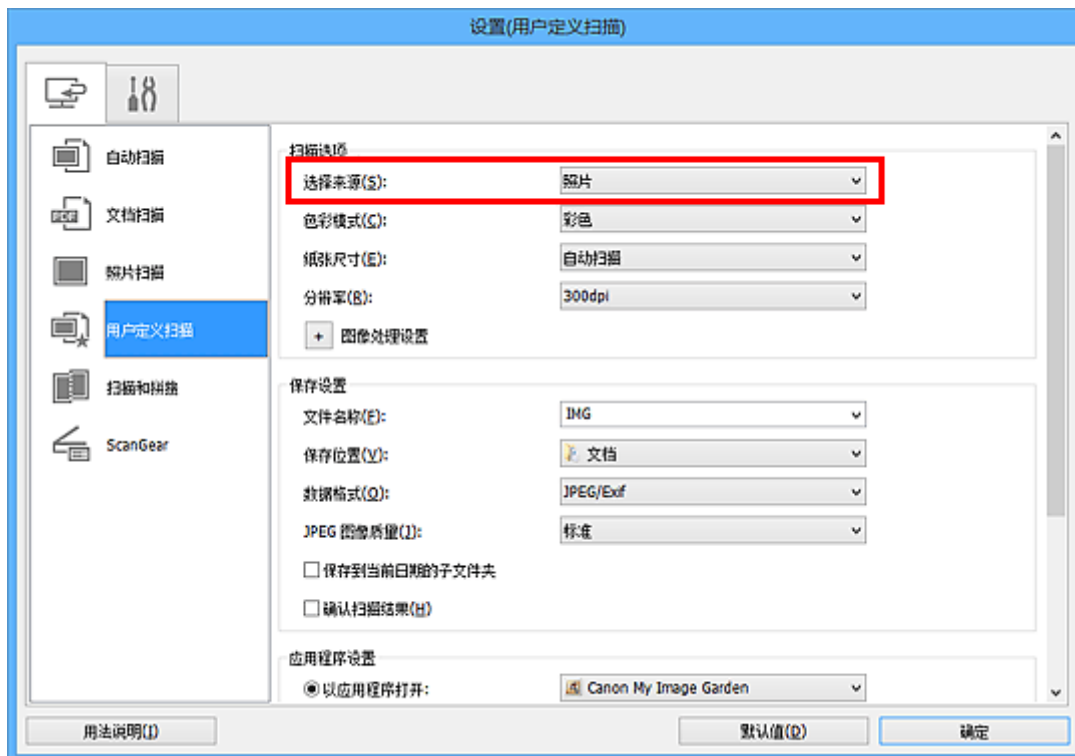 设置(用户定义扫描)
自动扫描
文档扫描
照片扫描
用户定义扫描
扫描和拼接
ScanGear
扫描选项
选择来源(S): 照片
色彩模式(C): 彩色
纸张尺寸(E): 自动扫描
分辨率(R): 300dpi
+ 图像处理设置
保存设置
文件名称(F): IMG
保存位置(V): 文档
数据格式(O): JPEG/Exif
JPEG 图像质量(J): 标准
保存到当前日期的子文件夹
确认扫描结果(H)
应用程序设置
以应用程序打开: Canon My Image Garden
用法说明(I) 默认值(D) 确定